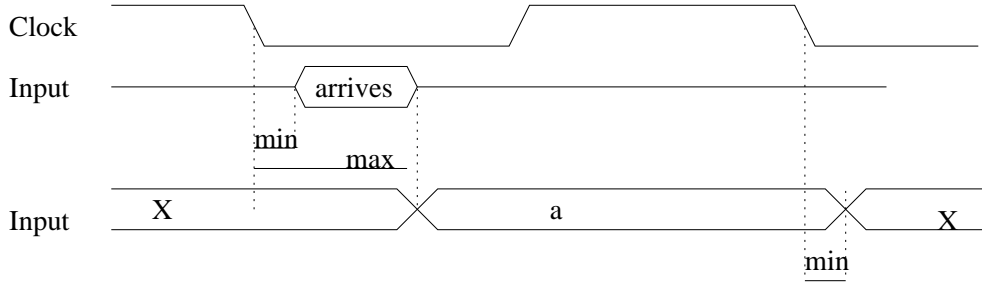 Clock
Input arrives
min
max
Input X a X
min